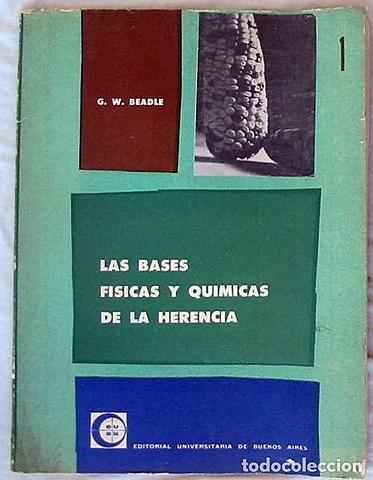 1
G. W. BEADLE
LAS BASES
FISICAS Y QUIMICAS
DE LA HERENCIA
EDITORIAL UNIVERSITARIA DE BUENOS AIRES
todocoleccion